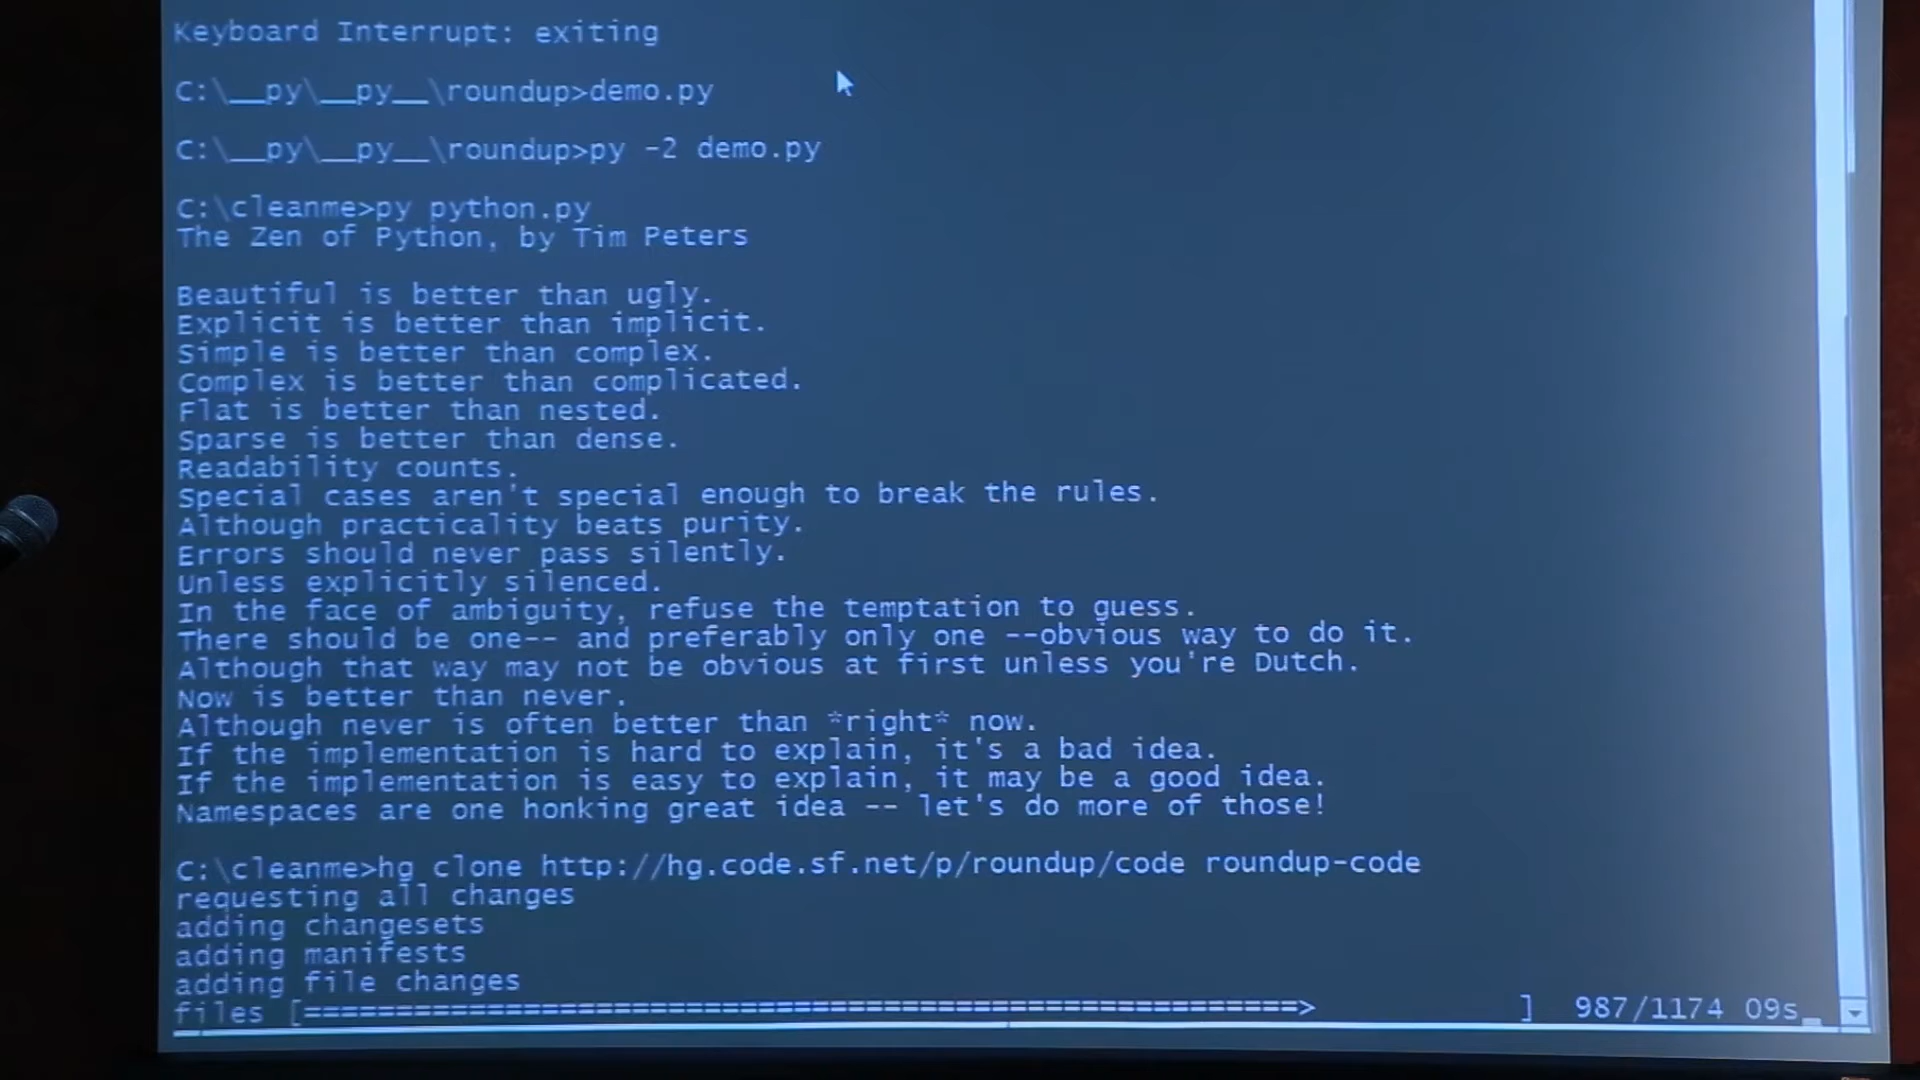 Keyboard Interrupt: exiting
C:\__py\__py__\roundup>demo.py
C:\__py\__py__\roundup>py -2 demo.py
C:\cleanme>py python.py
The Zen of Python, by Tim Peters
Beautiful is better than ugly.
Explicit is better than implicit.
Simple is better than complex.
Complex is better than complicated.
Flat is better than nested.
Sparse is better than dense.
Readability counts.
Special cases aren't special enough to break the rules.
Although practicality beats purity.
Errors should never pass silently.
Unless explicitly silenced.
In the face of ambiguity, refuse the temptation to guess.
There should be one-- and preferably only one --obvious way to do it.
Although that way may not be obvious at first unless you're Dutch.
Now is better than never.
Although never is often better than *right* now.
If the implementation is hard to explain, it's a bad idea.
If the implementation is easy to explain, it may be a good idea.
Namespaces are one honking great idea -- let's do more of those!
C:\cleanme>hg clone http://hg.code.sf.net/p/roundup/code roundup-code
requesting all changes
adding changesets
adding manifests
adding file changes
files [=======================================================>            ] 987/1174 09s